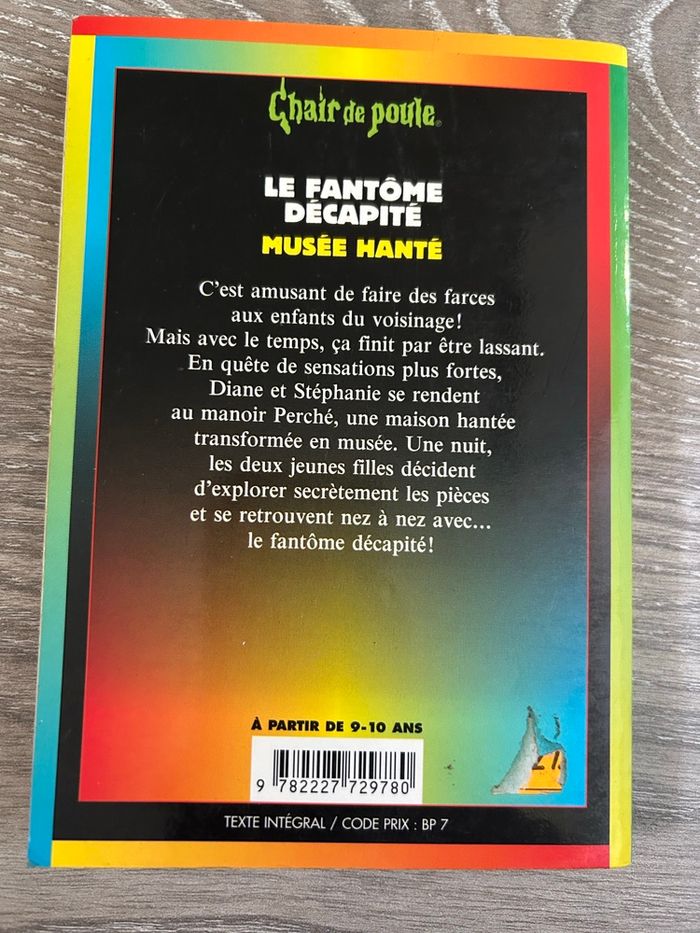 Chair de poule®
LE FANTÔME
DÉCAPITÉ
MUSÉE HANTÉ
C'est amusant de faire des farces
aux enfants du voisinage!
Mais avec le temps, ça finit par être lassant.
En quête de sensations plus fortes,
Diane et Stéphanie se rendent
au manoir Perché, une maison hantée
transformée en musée. Une nuit,
les deux jeunes filles décident
d'explorer secrètement les pièces
et se retrouvent nez à nez avec...
le fantôme décapité!
À PARTIR DE 9-10 ANS
9 782227 729780
TEXTE INTÉGRAL / CODE PRIX : BP 7